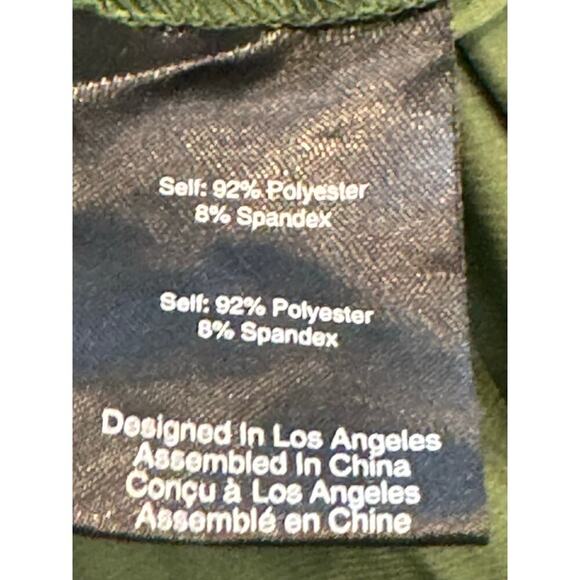 Self: 92% Polyester
8% Spandex
Self: 92% Polyester
8% Spandex
Designed In Los Angeles
Assembled In China
Conçu à Los Angeles
Assemblé en Chine